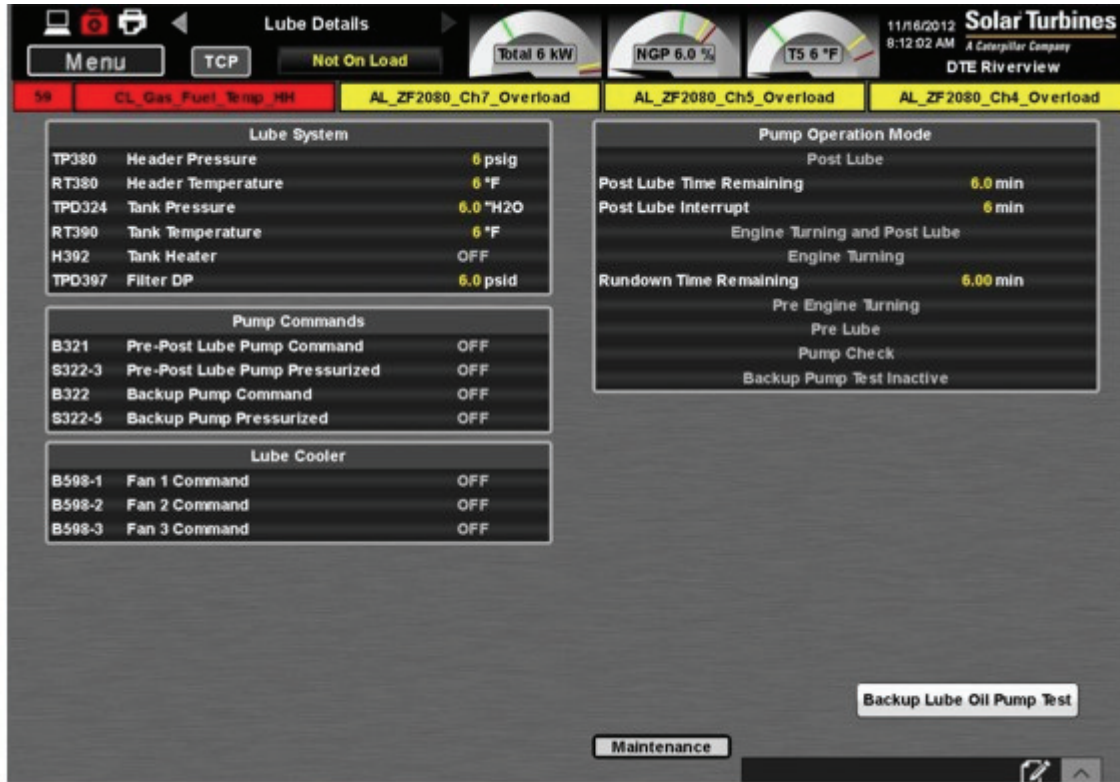 Lube Details
Menu
TCP
Not On Load
Total 6 kW
NGP 6.0 %
T5 6 °F
11/16/2012
8:12:02 AM
Solar Turbines
A Caterpillar Company
DTE Riverview
59 CL_Gas_Fuel_Temp_HH AL_ZF2080_Ch7_Overload AL_ZF2080_Ch5_Overload AL_ZF2080_Ch4_Overload
Lube System
TP380 Header Pressure 6 psig
RT380 Header Temperature 6 °F
TPD324 Tank Pressure 6.0 "H2O
RT390 Tank Temperature 6 °F
H392 Tank Heater OFF
TPD397 Filter DP 6.0 psid
Pump Commands
B321 Pre-Post Lube Pump Command OFF
S322-3 Pre-Post Lube Pump Pressurized OFF
B322 Backup Pump Command OFF
S322-5 Backup Pump Pressurized OFF
Lube Cooler
B598-1 Fan 1 Command OFF
B598-2 Fan 2 Command OFF
B598-3 Fan 3 Command OFF
Pump Operation Mode
Post Lube
Post Lube Time Remaining 6.0 min
Post Lube Interrupt 6 min
Engine Turning and Post Lube
Engine Turning
Rundown Time Remaining 6.00 min
Pre Engine Turning
Pre Lube
Pump Check
Backup Pump Test Inactive
Backup Lube Oil Pump Test
Maintenance